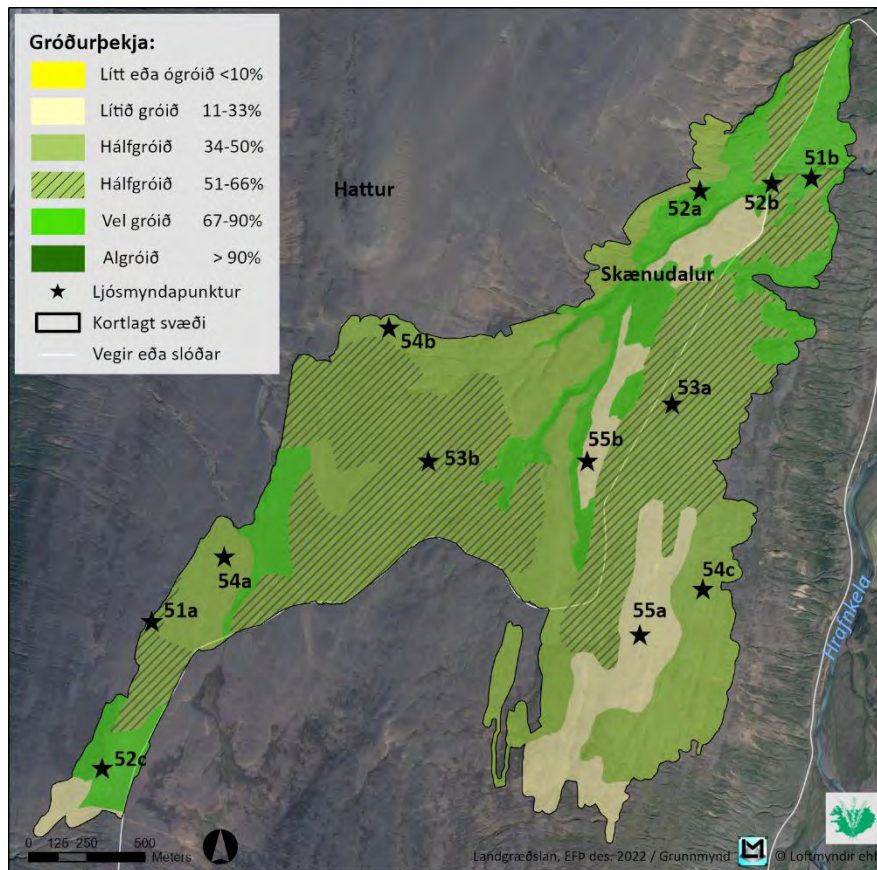 Gróðurþekja:
Lítt eða ógróið <10%
Lítið gróið 11-33%
Hálfgróið 34-50%
Hálfgróið 51-66%
Vel gróið 67-90%
Algróið > 90%
Ljósmyndapunktur
Kortlagt svæði
Vegir eða slóðar
Hattur
51b
52a
52b
Skænudalur
54b
53a
53b
55b
54a
54c
51a
55a
Hrafnkela
52c
0 125 250 500
Meters
Landgræðslan, EFÞ des. 2022 / Grunnmynd © Loftmyndir ehf